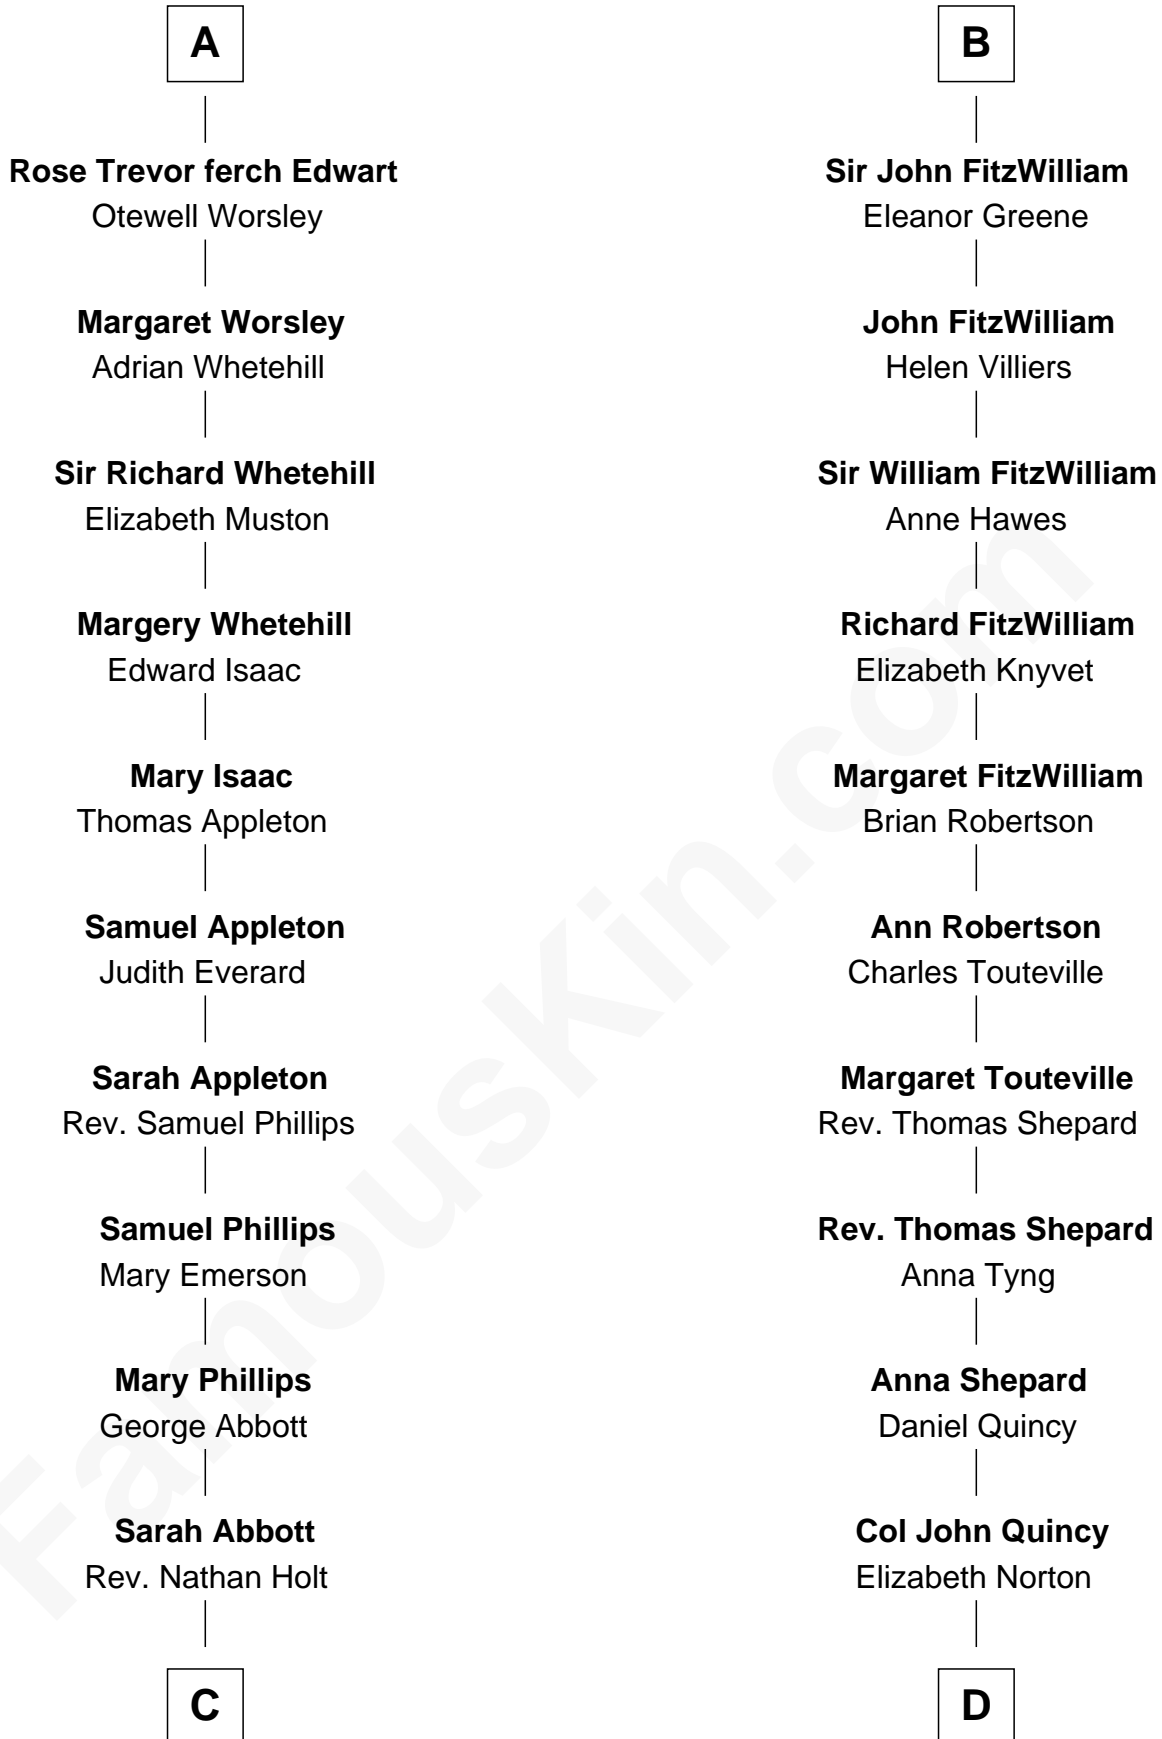 A
Rose Trevor ferch Edwart
Otewell Worsley
Margaret Worsley
Adrian Whetehill
Sir Richard Whetehill
Elizabeth Muston
Margery Whetehill
Edward Isaac
Mary Isaac
Thomas Appleton
Samuel Appleton
Judith Everard
Sarah Appleton
Rev. Samuel Phillips
Samuel Phillips
Mary Emerson
Mary Phillips
George Abbott
Sarah Abbott
Rev. Nathan Holt
C
B
Sir John FitzWilliam
Eleanor Greene
John FitzWilliam
Helen Villiers
Sir William FitzWilliam
Anne Hawes
Richard FitzWilliam
Elizabeth Knyvet
Margaret FitzWilliam
Brian Robertson
Ann Robertson
Charles Touteville
Margaret Touteville
Rev. Thomas Shepard
Rev. Thomas Shepard
Anna Tyng
Anna Shepard
Daniel Quincy
Col John Quincy
Elizabeth Norton
D
FamousKin.com